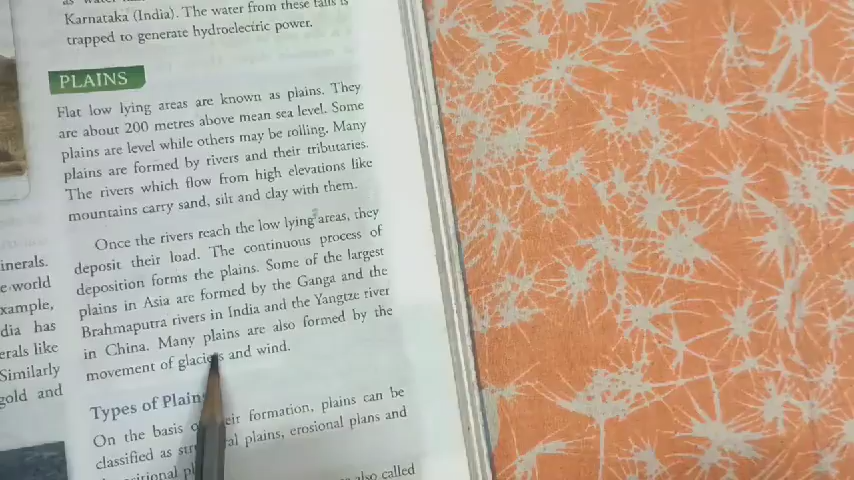 Karnataka (India). The water from these falls is
trapped to generate hydroelectric power.
PLAINS
Flat low lying areas are known as plains. They
are about 200 metres above mean sea level. Some
plains are level while others may be rolling. Many
plains are formed by rivers and their tributaries.
The rivers which flow from high elevations like
mountains carry sand, silt and clay with them.
Once the rivers reach the low lying areas, they
deposit their load. The continuous process of
deposition forms the plains. Some of the largest
plains in Asia are formed by the Ganga and the
Brahmaputra rivers in India and the Yangtze river
in China. Many plains are also formed by the
movement of glaciers and wind.
Types of Plain
On the basis of their formation, plains can be
classified as plains, erosional plans and
also called
inerals.
e world
xample,
dia has
erals like
Similarly
gold and